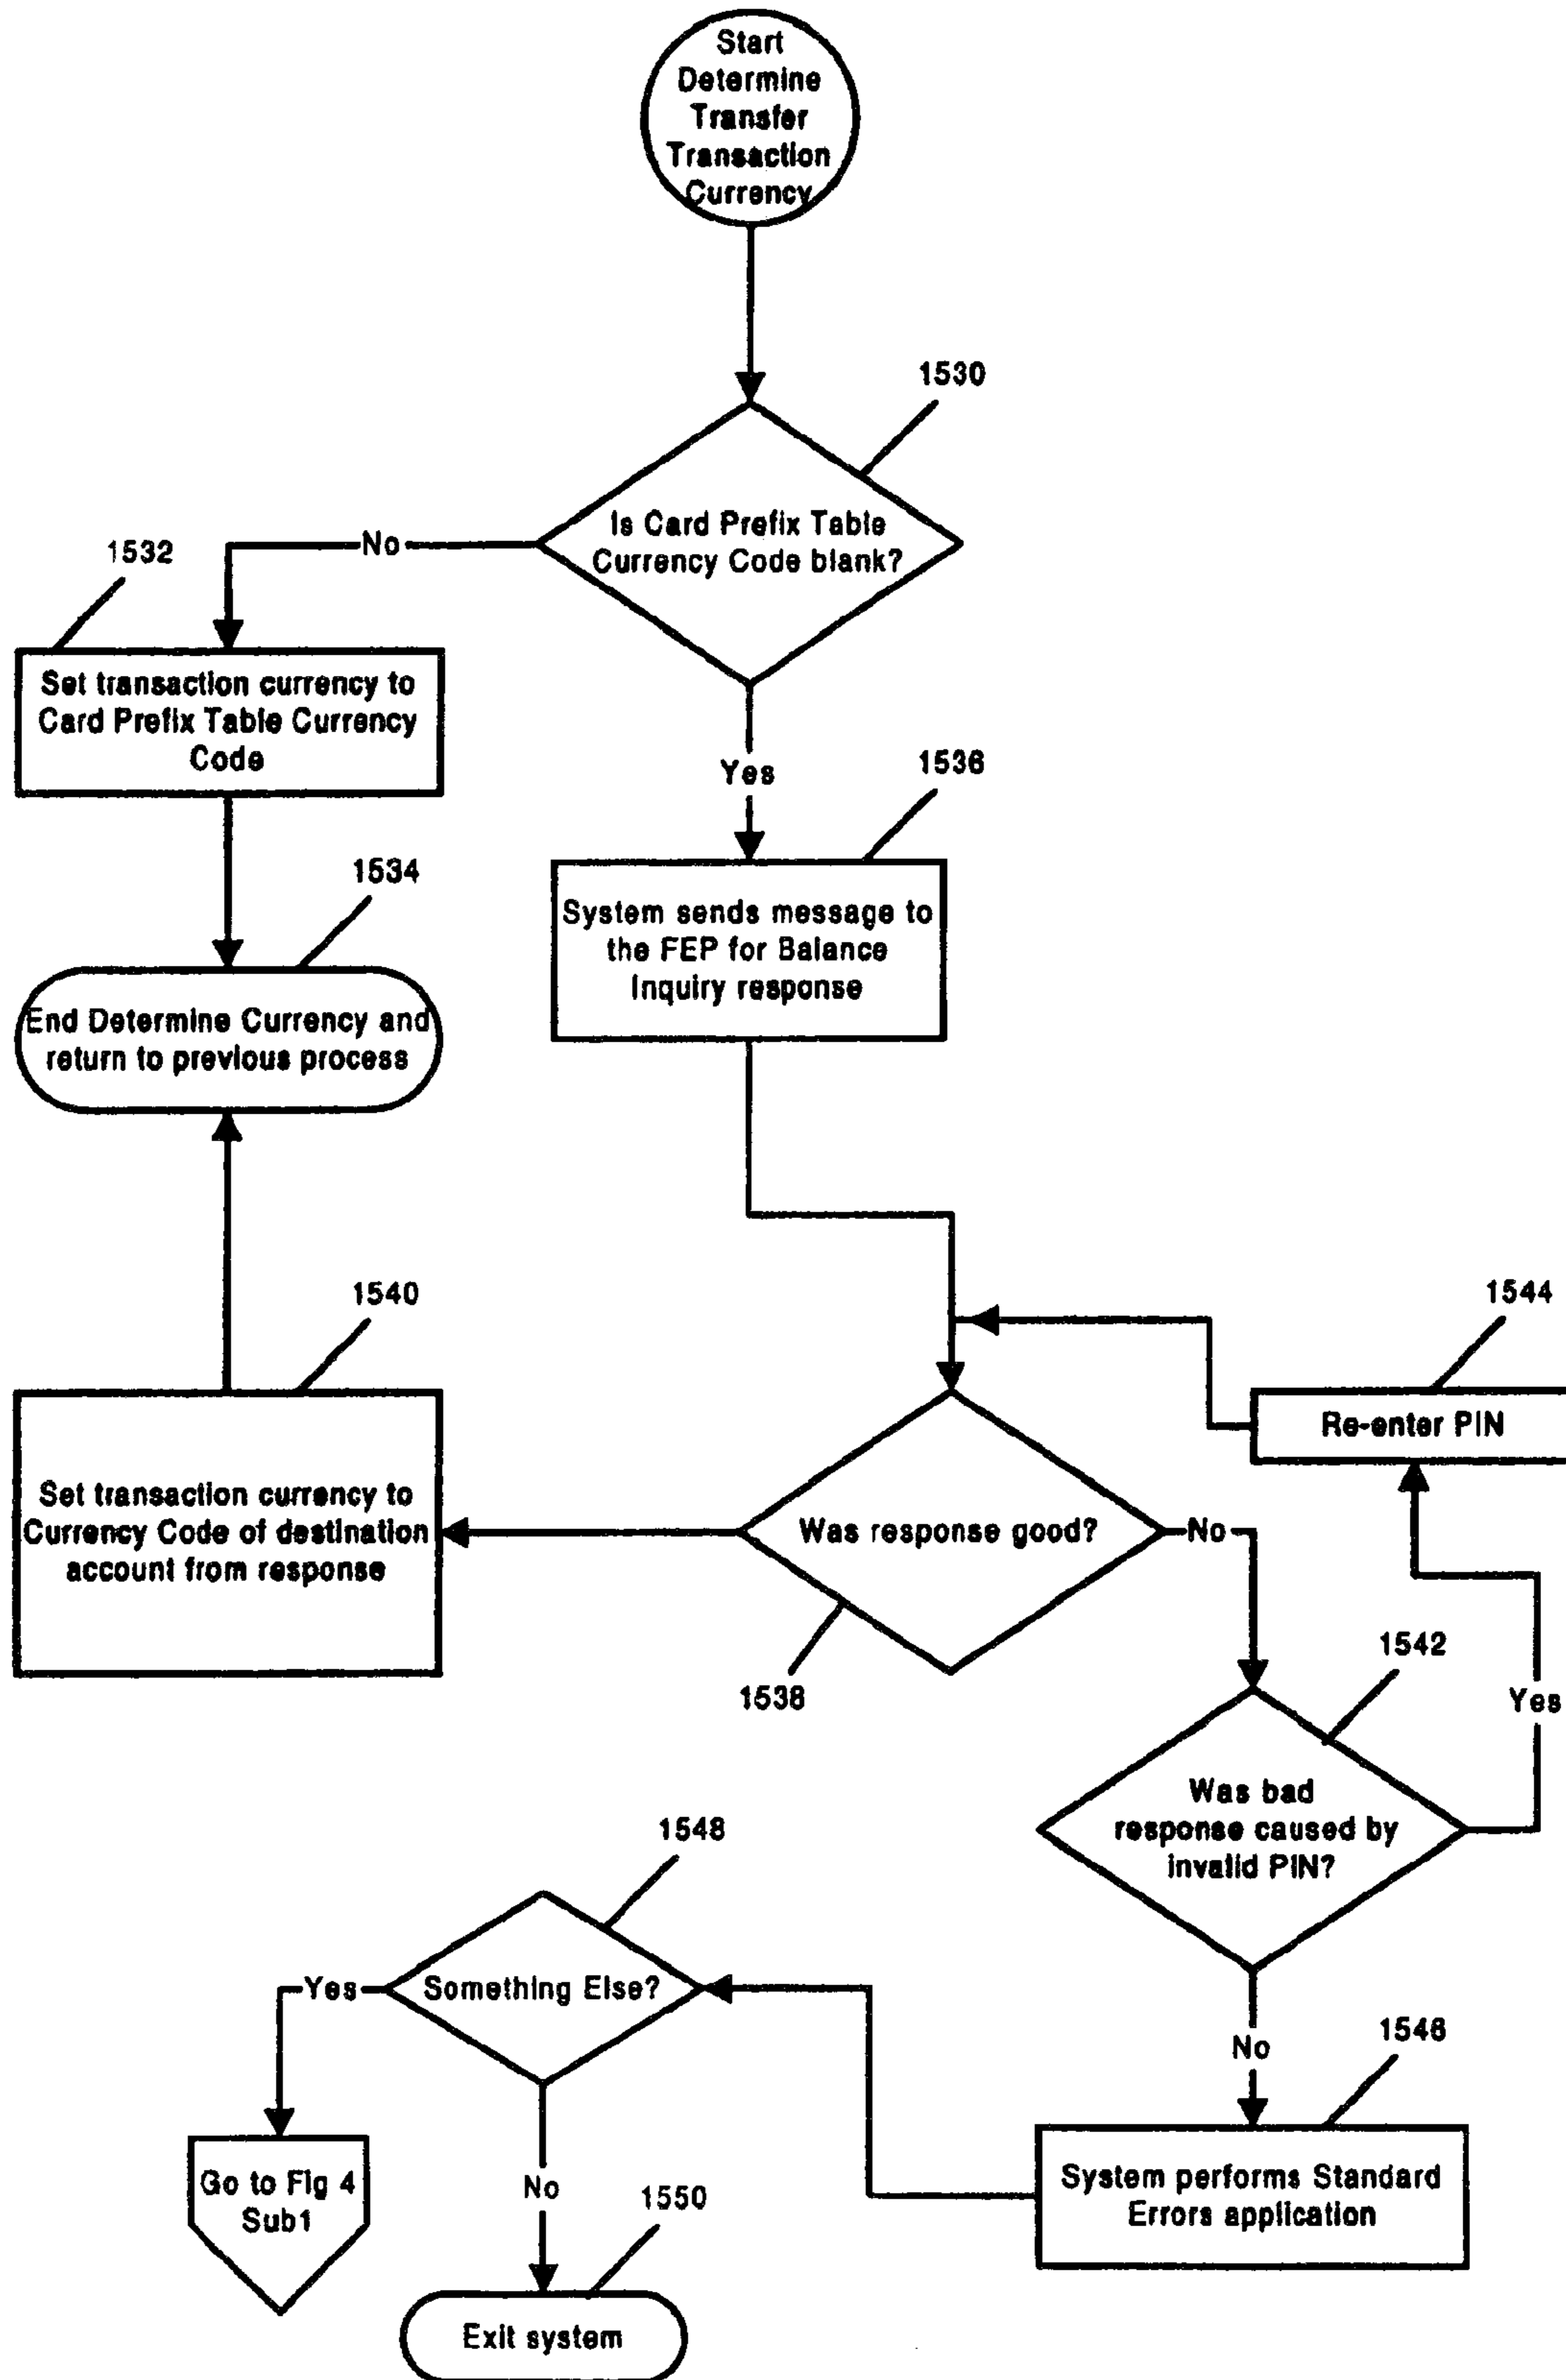 Start
Determine
Transfer
Transaction
Currency
1530
Is Card Prefix Table
Currency Code blank?
No
1532
Set transaction currency to
Card Prefix Table Currency
Code
Yes
1536
1534
System sends message to
the FEP for Balance
Inquiry response
End Determine Currency and
return to previous process
1540
1544
Re-enter PIN
Set transaction currency to
Currency Code of destination
account from response
Was response good?
No
1538
1542
Yes
Was bad
response caused by
invalid PIN?
1548
Yes
Something Else?
No
1546
Go to Fig 4
Sub1
No
1550
System performs Standard
Errors application
Exit system